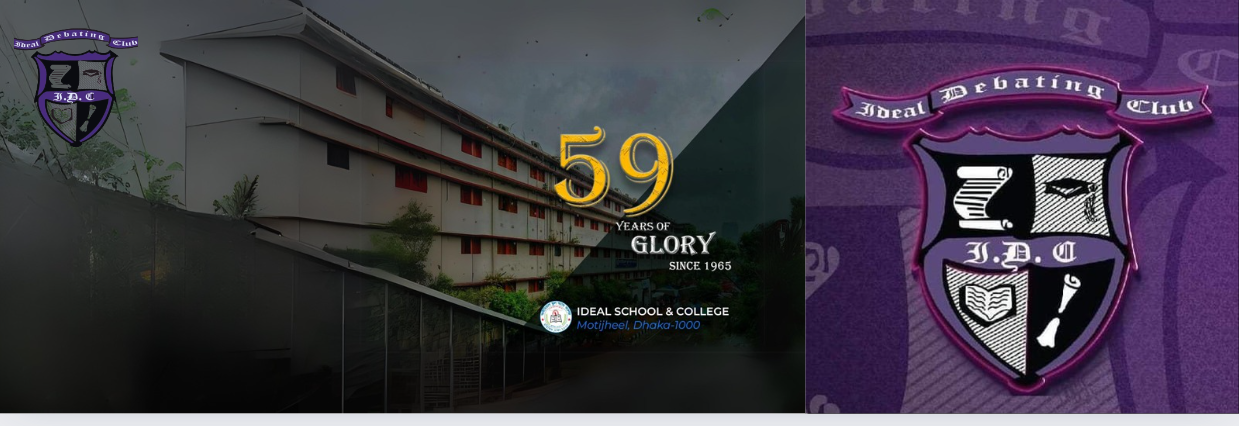 Ideal Debating Club
I.D.C
59
YEARS OF
GLORY
SINCE 1965
IDEAL SCHOOL & COLLEGE
Motijheel, Dhaka-1000
Ideal Debating Club
I.D.C